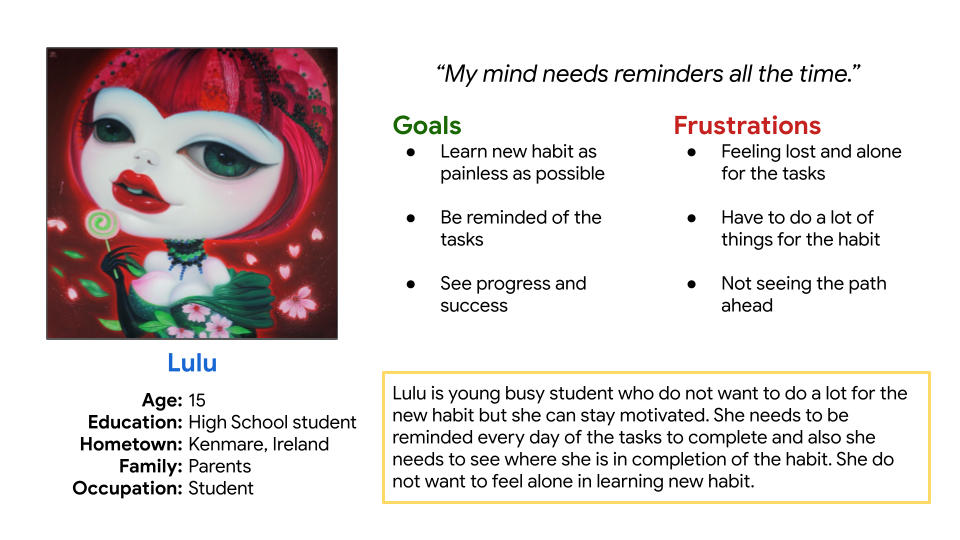 “My mind needs reminders all the time.”
Goals
● Learn new habit as
painless as possible
● Be reminded of the
tasks
● See progress and
success
Frustrations
● Feeling lost and alone
for the tasks
● Have to do a lot of
things for the habit
● Not seeing the path
ahead
Lulu
Age: 15
Education: High School student
Hometown: Kenmare, Ireland
Family: Parents
Occupation: Student
Lulu is young busy student who do not want to do a lot for the
new habit but she can stay motivated. She needs to be
reminded every day of the tasks to complete and also she
needs to see where she is in completion of the habit. She do
not want to feel alone in learning new habit.